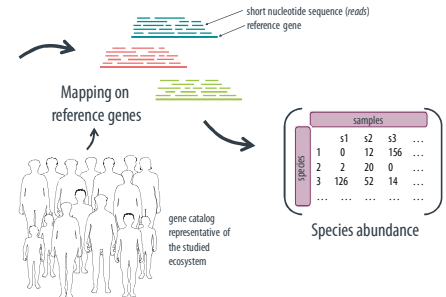 short nucleotide sequence (reads)
reference gene
Mapping on
reference genes
samples
species
s1 s2 s3 ...
1 0 12 156 ...
2 2 20 0 ...
3 126 52 14 ...
... ... ... ... ...
gene catalog
representative of
the studied
ecosystem
Species abundance